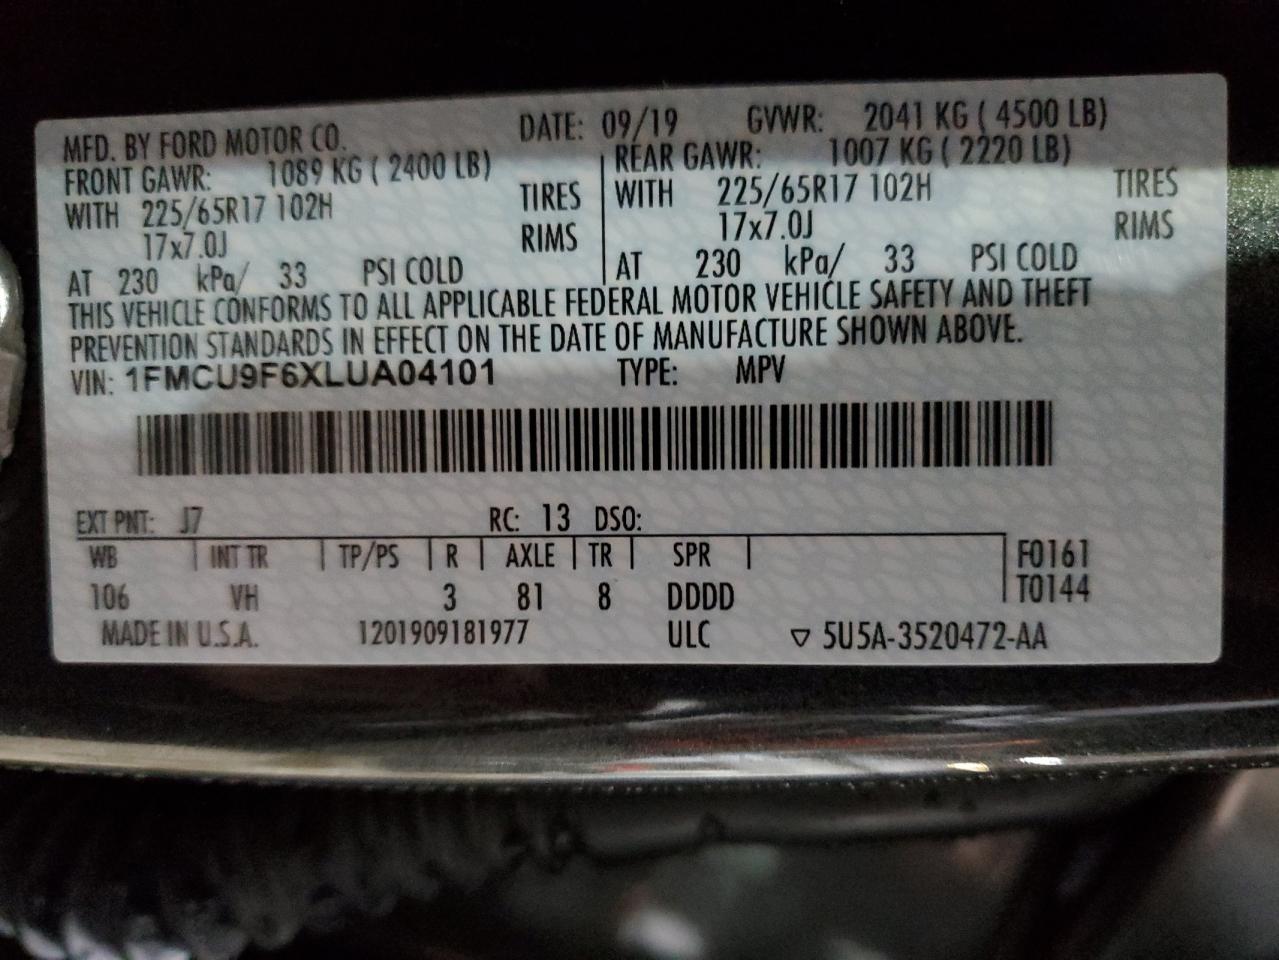 MFD. BY FORD MOTOR CO. DATE: 09/19 GVWR: 2041 KG ( 4500 LB)
FRONT GAWR: 1089 KG ( 2400 LB) REAR GAWR: 1007 KG ( 2220 LB)
WITH 225/65R17 102H TIRES WITH 225/65R17 102H TIRES
17x7.0J RIMS 17x7.0J RIMS
AT 230 kPa/ 33 PSI COLD AT 230 kPa/ 33 PSI COLD
THIS VEHICLE CONFORMS TO ALL APPLICABLE FEDERAL MOTOR VEHICLE SAFETY AND THEFT
PREVENTION STANDARDS IN EFFECT ON THE DATE OF MANUFACTURE SHOWN ABOVE.
VIN: 1FMCU9F6XLUA04101 TYPE: MPV
EXT PNT: J7 RC: 13 DSO:
WB INT TR TP/PS R AXLE TR SPR F0161
106 VH 3 81 8 DDDD T0144
MADE IN U.S.A. 1201909181977 ULC ▽ 5U5A-3520472-AA